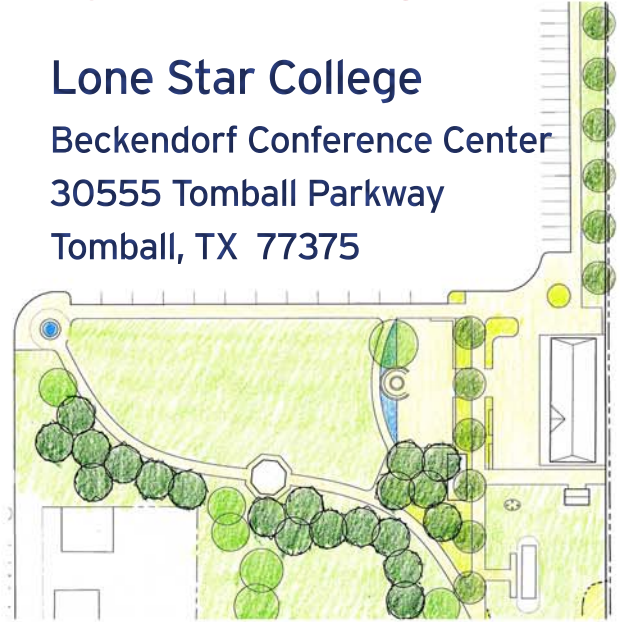 Lone Star College
Beckendorf Conference Center
30555 Tomball Parkway
Tomball, TX  77375